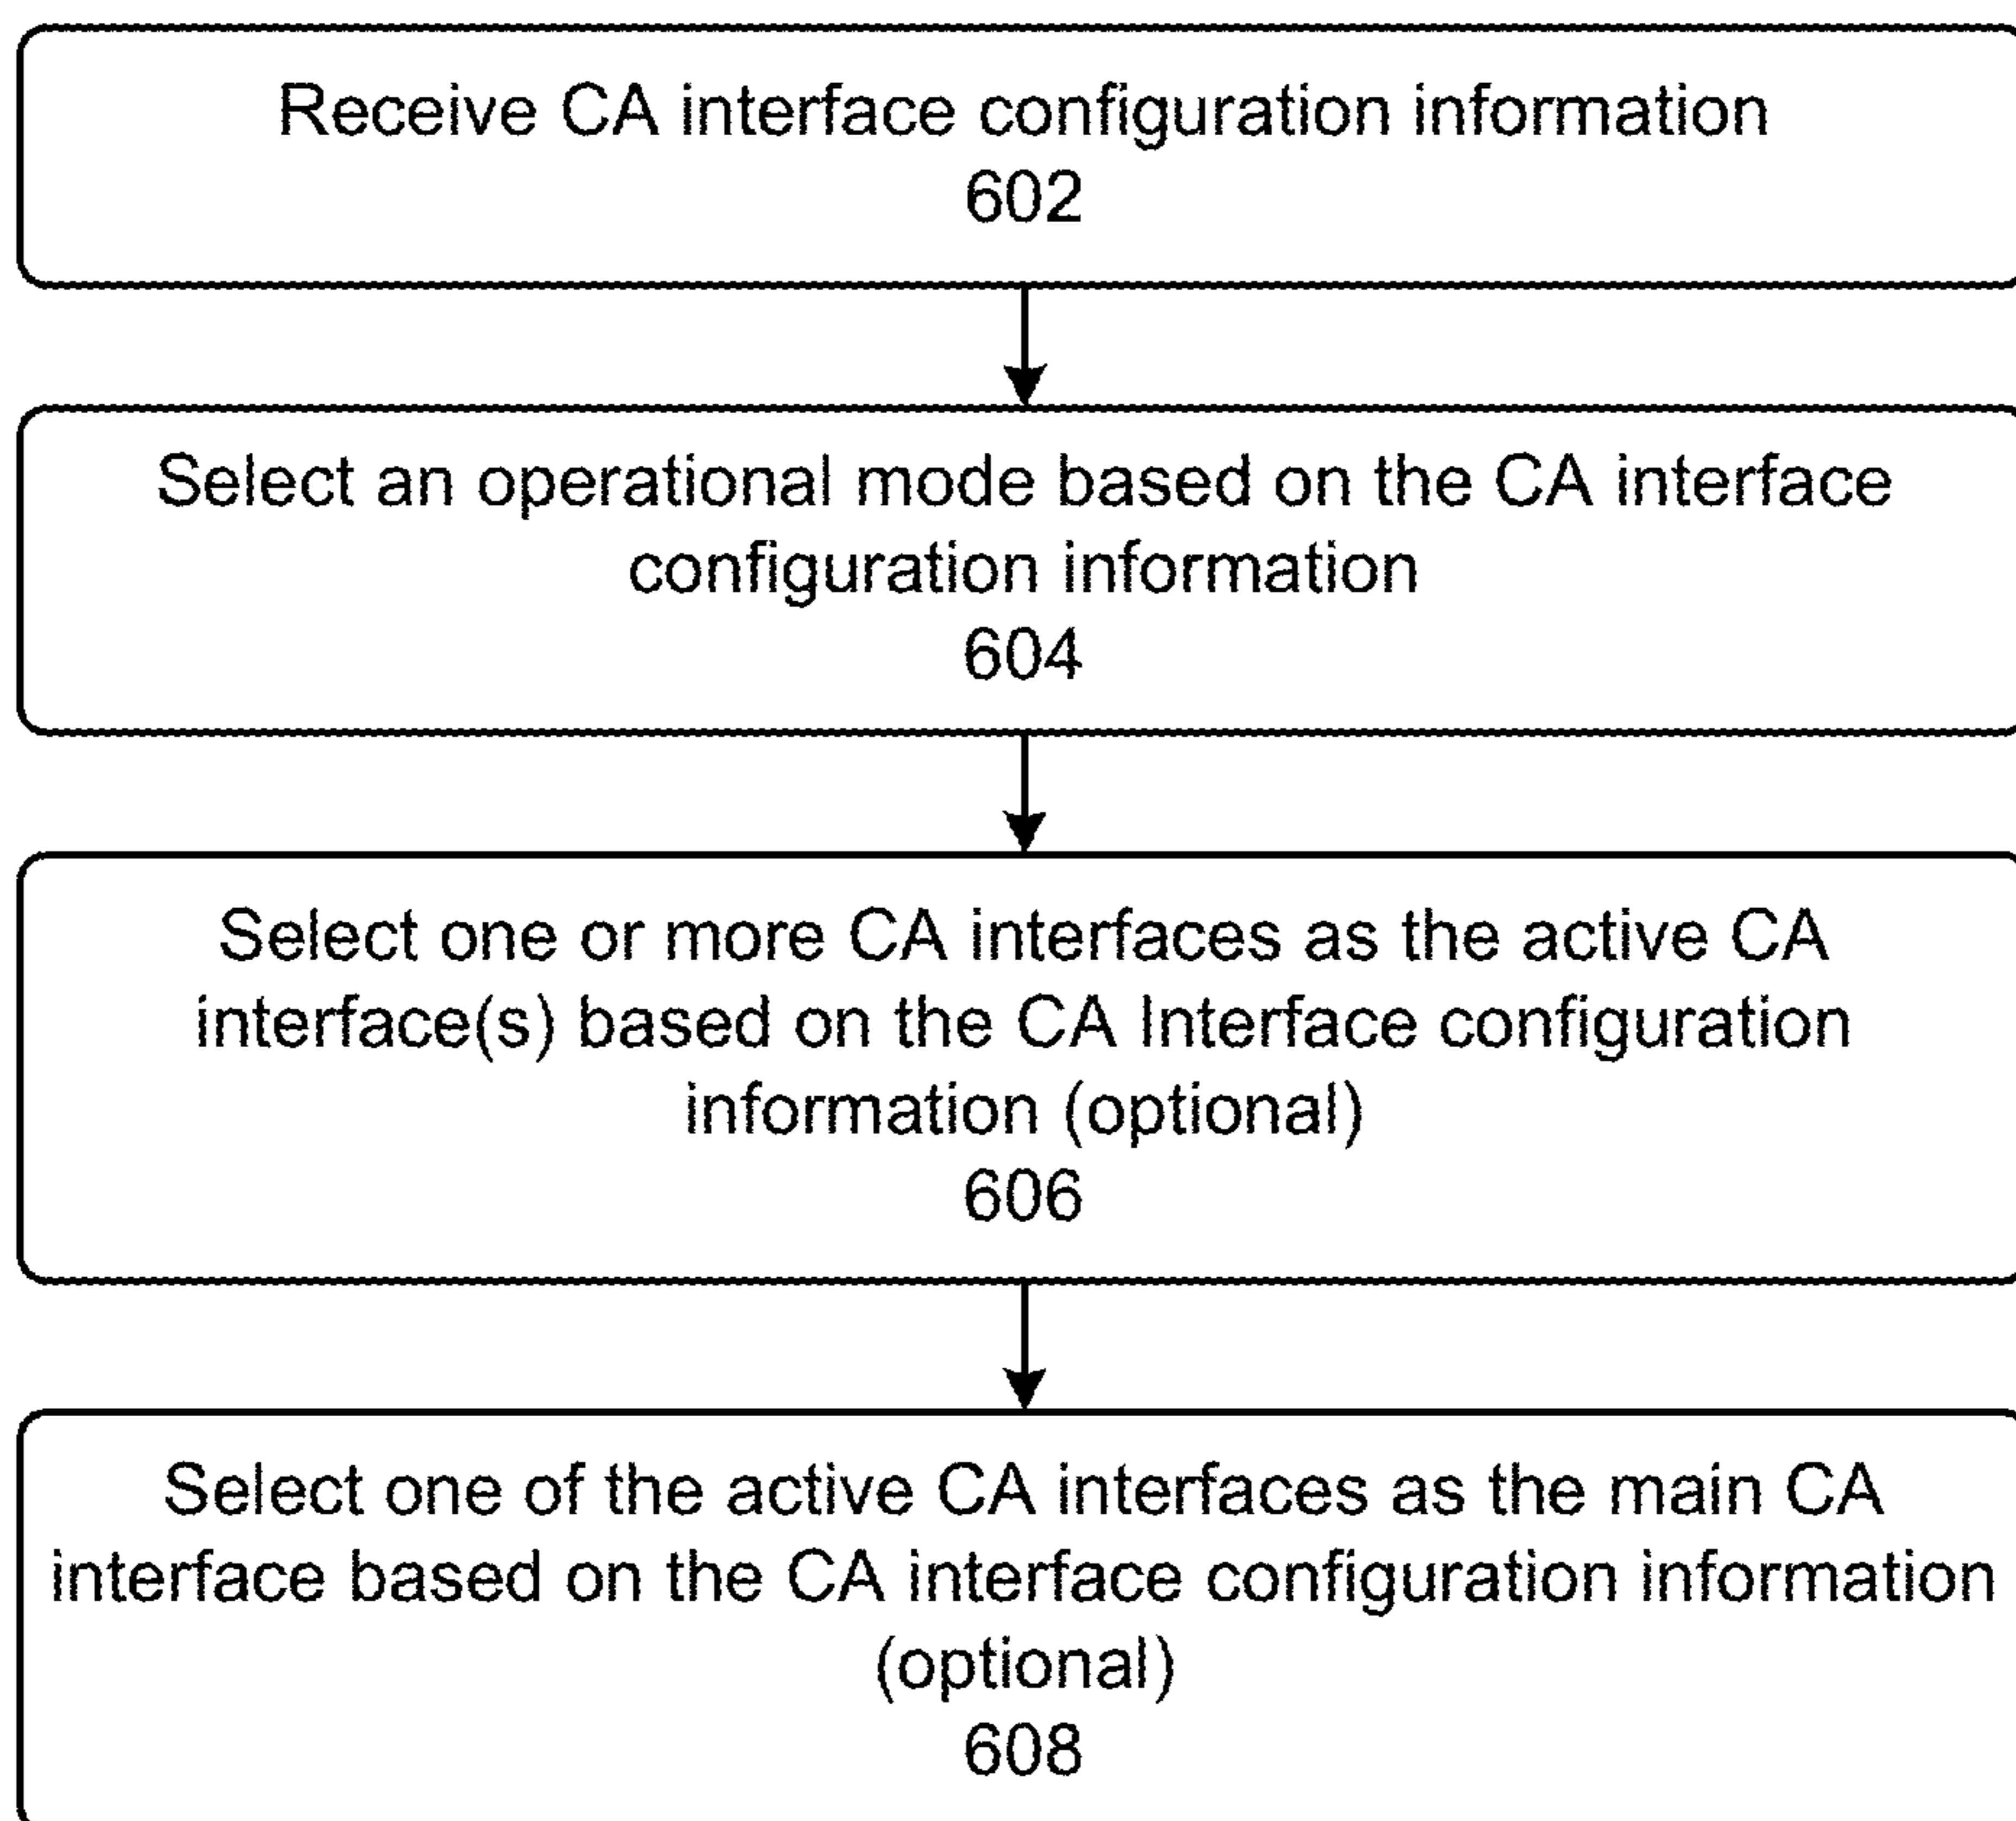 Receive CA interface configuration information
602
Select an operational mode based on the CA interface
configuration information
604
Select one or more CA interfaces as the active CA
interface(s) based on the CA Interface configuration
information (optional)
606
Select one of the active CA interfaces as the main CA
interface based on the CA interface configuration information
(optional)
608